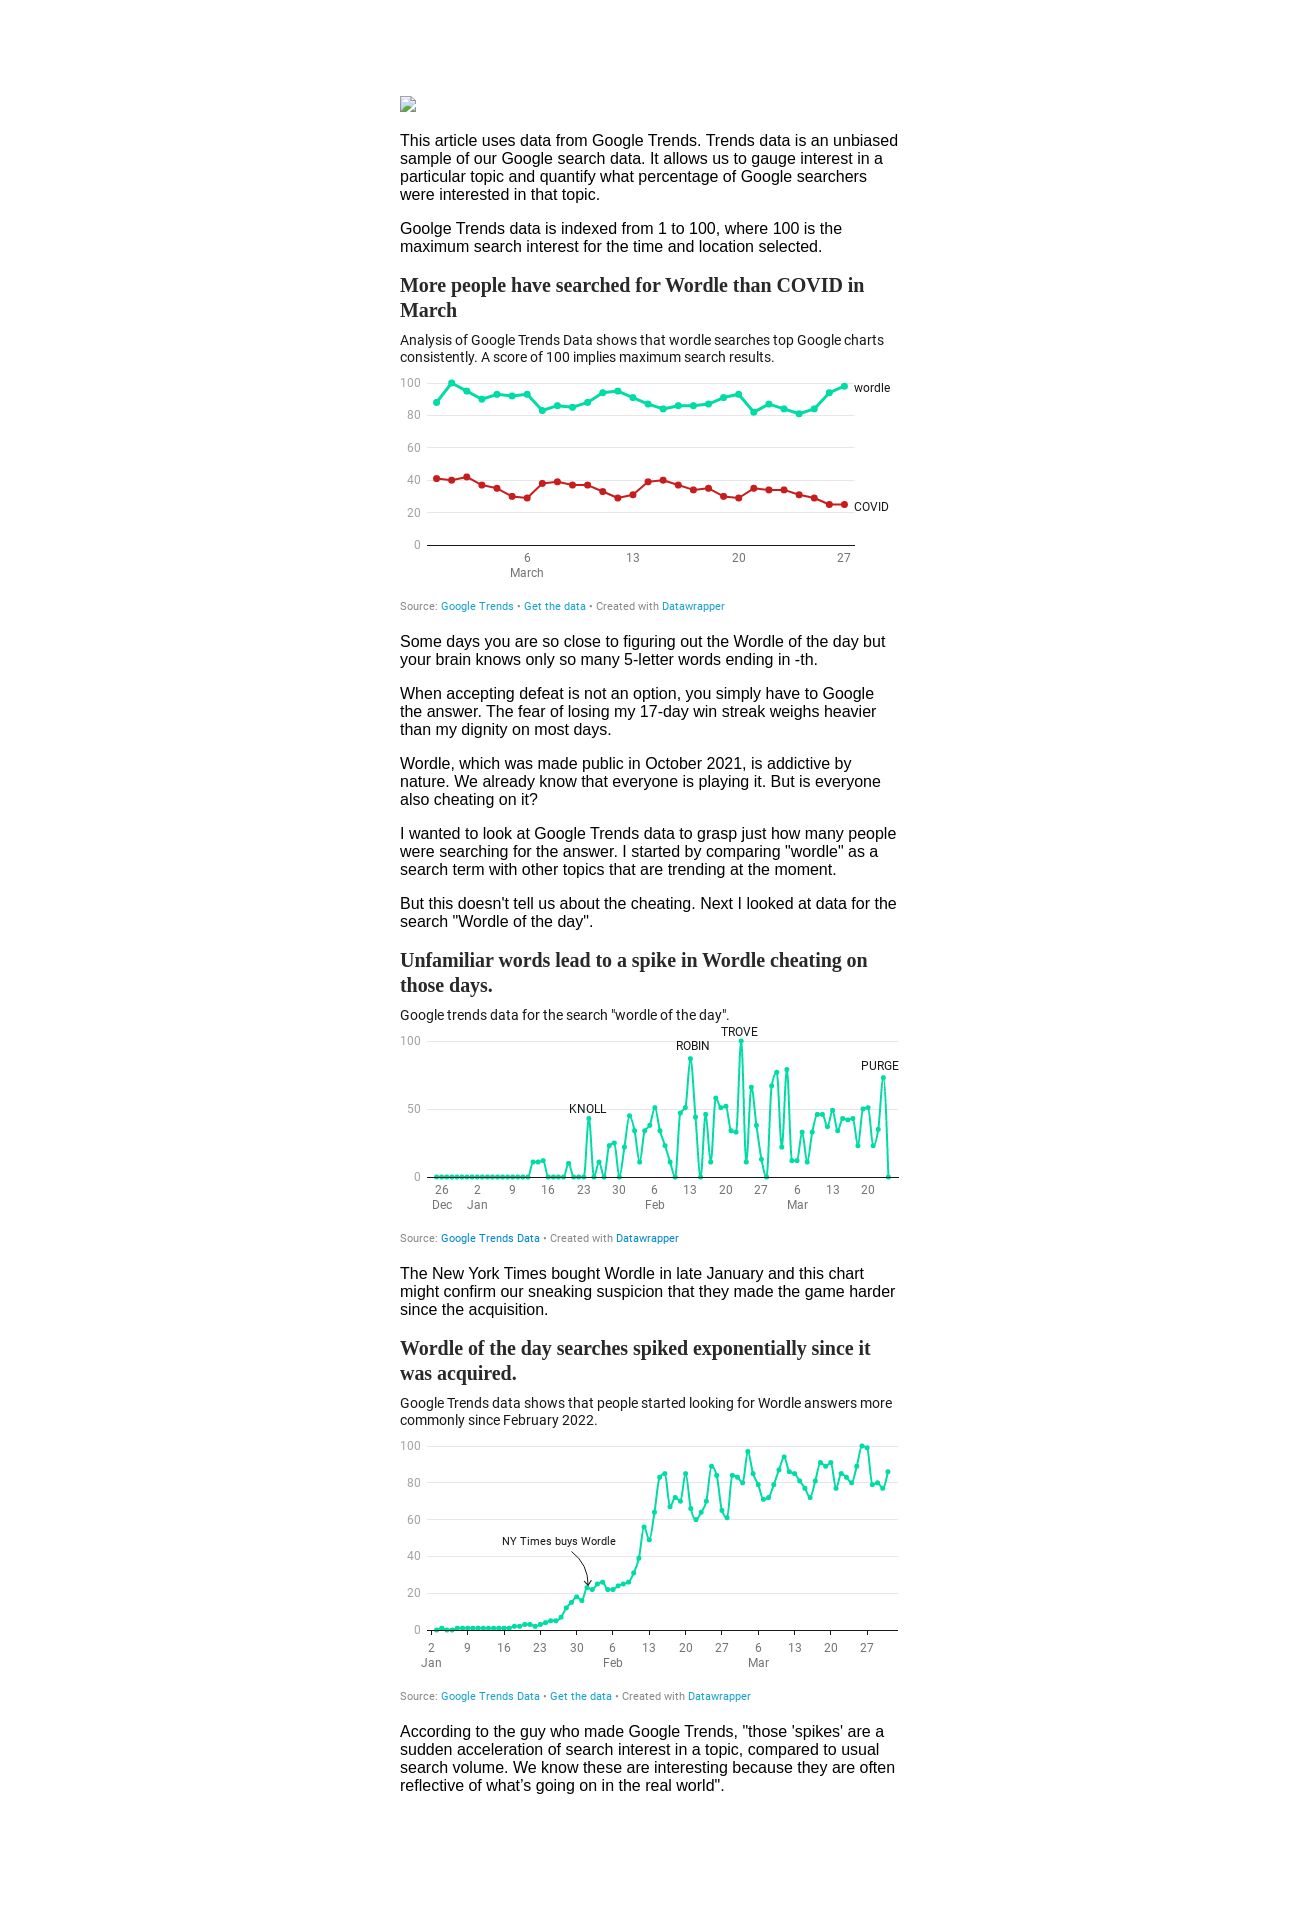 This article uses data from Google Trends. Trends data is an unbiased
sample of our Google search data. It allows us to gauge interest in a
particular topic and quantify what percentage of Google searchers
were interested in that topic.
Goolge Trends data is indexed from 1 to 100, where 100 is the
maximum search interest for the time and location selected.
More people have searched for Wordle than COVID in
March
Analysis of Google Trends Data shows that wordle searches top Google charts
consistently. A score of 100 implies maximum search results.
100
wordle
80
60
40
COVID
20
0
6 13 20 27
March
Source: Google Trends • Get the data • Created with Datawrapper
Some days you are so close to figuring out the Wordle of the day but
your brain knows only so many 5-letter words ending in -th.
When accepting defeat is not an option, you simply have to Google
the answer. The fear of losing my 17-day win streak weighs heavier
than my dignity on most days.
Wordle, which was made public in October 2021, is addictive by
nature. We already know that everyone is playing it. But is everyone
also cheating on it?
I wanted to look at Google Trends data to grasp just how many people
were searching for the answer. I started by comparing "wordle" as a
search term with other topics that are trending at the moment.
But this doesn't tell us about the cheating. Next I looked at data for the
search "Wordle of the day".
Unfamiliar words lead to a spike in Wordle cheating on
those days.
Google trends data for the search "wordle of the day".
TROVE
100
ROBIN
PURGE
50
KNOLL
0
26 2 9 16 23 30 6 13 20 27 6 13 20
Dec Jan Feb Mar
Source: Google Trends Data • Created with Datawrapper
The New York Times bought Wordle in late January and this chart
might confirm our sneaking suspicion that they made the game harder
since the acquisition.
Wordle of the day searches spiked exponentially since it
was acquired.
Google Trends data shows that people started looking for Wordle answers more
commonly since February 2022.
100
80
60
NY Times buys Wordle
40
20
0
2 9 16 23 30 6 13 20 27 6 13 20 27
Jan Feb Mar
Source: Google Trends Data • Get the data • Created with Datawrapper
According to the guy who made Google Trends, "those 'spikes' are a
sudden acceleration of search interest in a topic, compared to usual
search volume. We know these are interesting because they are often
reflective of what’s going on in the real world".